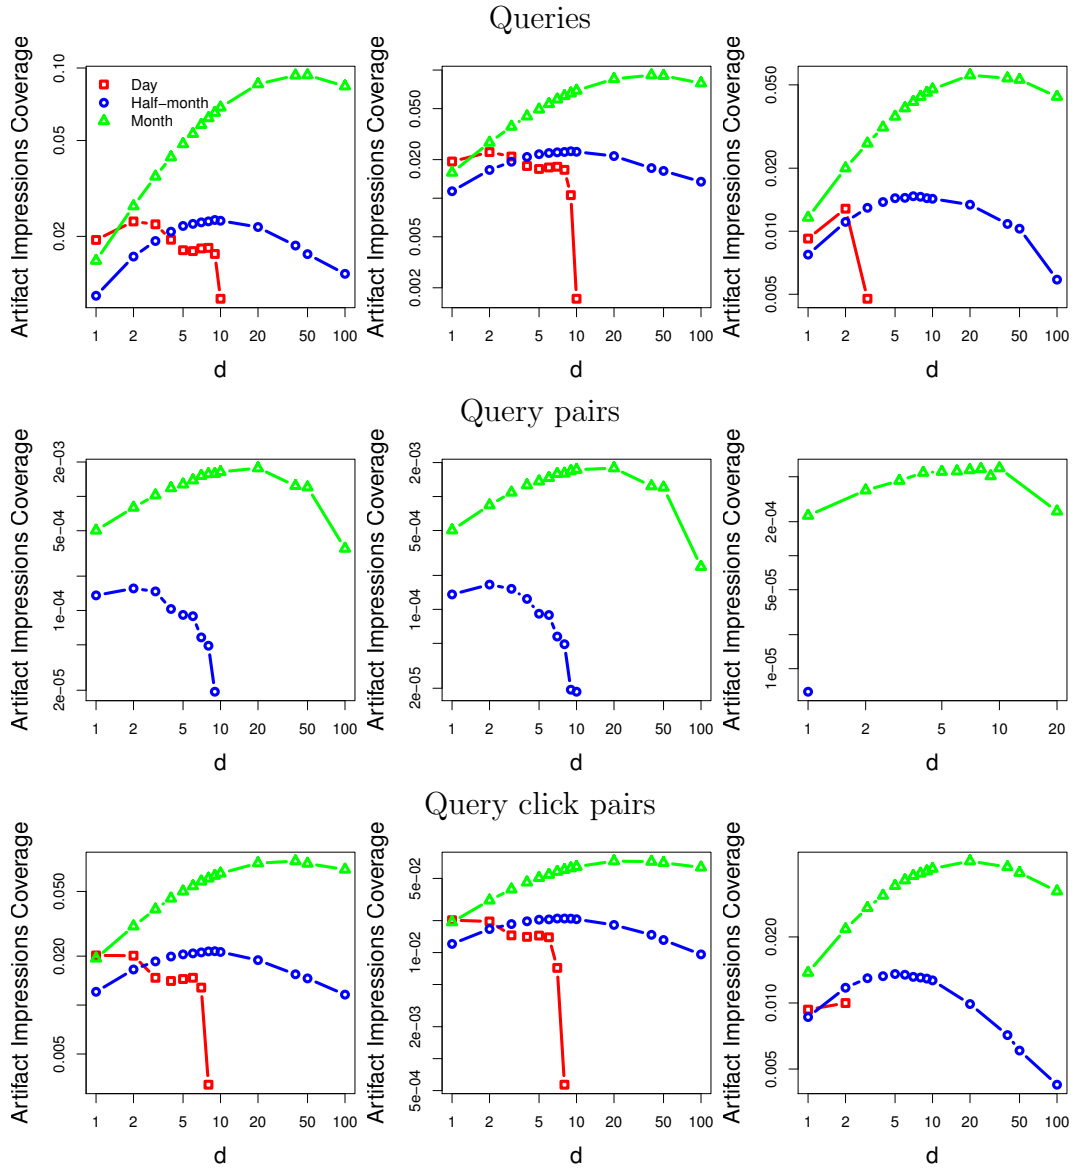 Queries
Artifact Impressions Coverage
0.10
0.05
0.02
Day
Half−month
Month
1 2 5 10 20 50 100
d
Artifact Impressions Coverage
0.050
0.020
0.005
0.002
1 2 5 10 20 50 100
d
Artifact Impressions Coverage
0.050
0.020
0.010
0.005
1 2 5 10 20 50 100
d
Query pairs
Artifact Impressions Coverage
2e−03
5e−04
1e−04
2e−05
1 2 5 10 20 50 100
d
Artifact Impressions Coverage
2e−03
5e−04
1e−04
2e−05
1 2 5 10 20 50 100
d
Artifact Impressions Coverage
2e−04
5e−05
1e−05
1 2 5 10 20
d
Query click pairs
Artifact Impressions Coverage
0.050
0.020
0.005
1 2 5 10 20 50 100
d
Artifact Impressions Coverage
5e−02
1e−02
2e−03
5e−04
1 2 5 10 20 50 100
d
Artifact Impressions Coverage
0.020
0.010
0.005
1 2 5 10 20 50 100
d